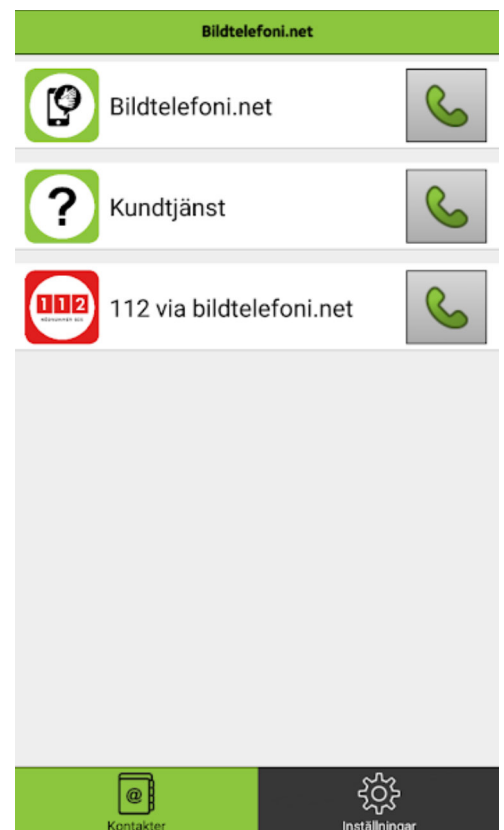 Bildtelefoni.net
Bildtelefoni.net
?
Kundtjänst
112
112 via bildtelefoni.net
@
Kontakter
Inställningar